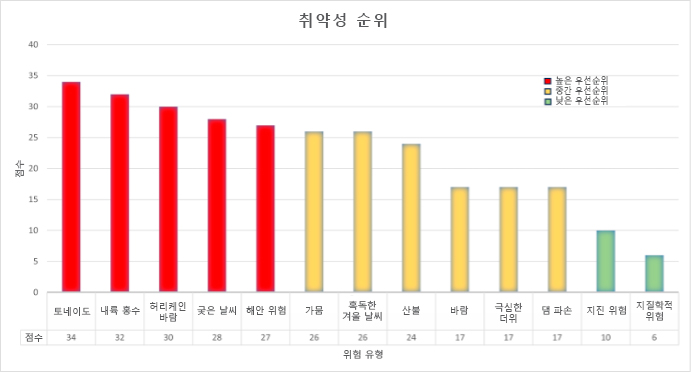 취약성 순위
40
35
30
25
20
15
10
5
0
점수
높은 우선순위
중간 우선순위
낮은 우선순위
토네이도 내륙 홍수 허리케인 바람 궂은 날씨 해안 위험 가뭄 혹독한 겨울 날씨 산불 바람 극심한 더위 댐 파손 지진 위험 지질학적 위험
점수 34 32 30 28 27 26 26 24 17 17 17 10 6
위험 유형